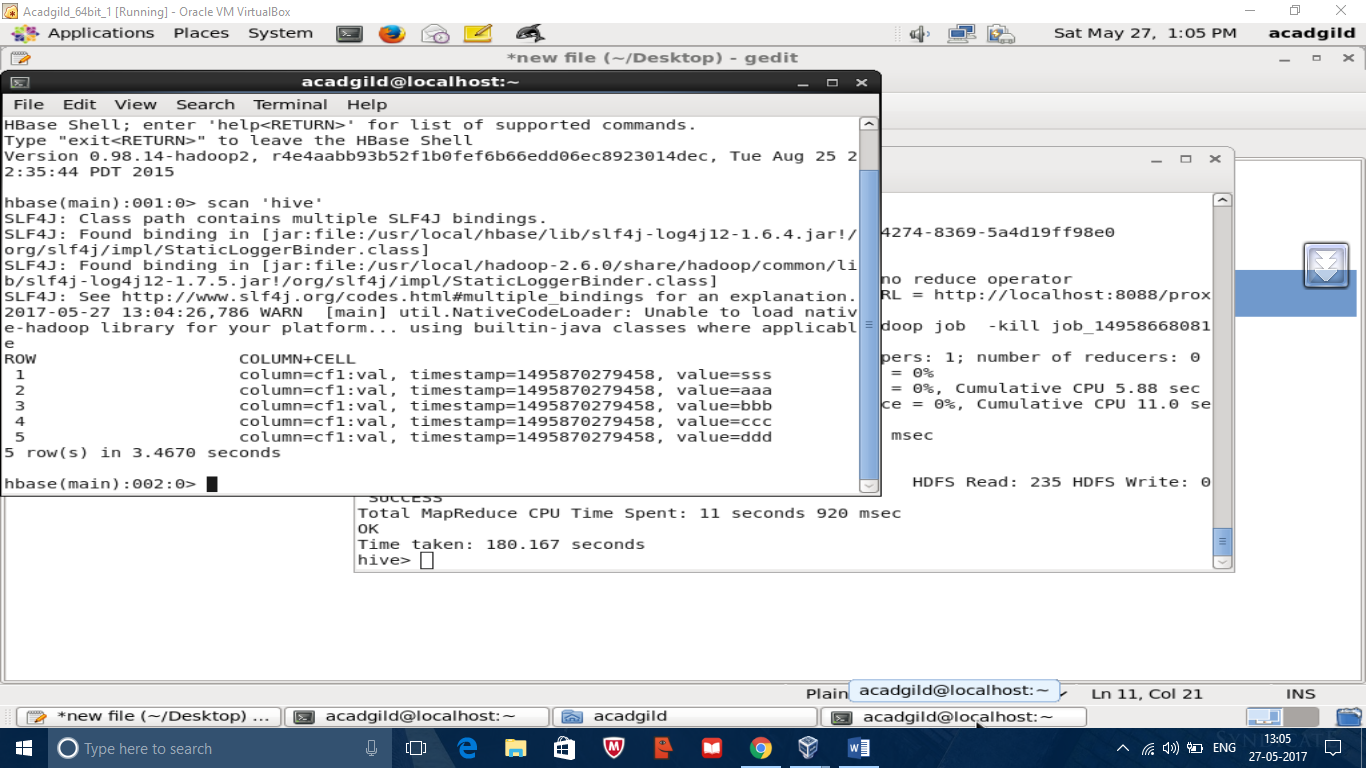 Acadgild_64bit_1 [Running] - Oracle VM VirtualBox
Applications Places System Sat May 27, 1:05 PM acadgild
*new file (~/Desktop) - gedit
acadgild@localhost:~
File Edit View Search Terminal Help
HBase Shell; enter 'help<RETURN>' for list of supported commands.
Type "exit<RETURN>" to leave the HBase Shell
Version 0.98.14-hadoop2, r4e4aabb93b52f1b0fef6b66edd06ec8923014dec, Tue Aug 25 2
2:35:44 PDT 2015
hbase(main):001:0> scan 'hive'
SLF4J: Class path contains multiple SLF4J bindings.
SLF4J: Found binding in [jar:file:/usr/local/hbase/lib/slf4j-log4j12-1.6.4.jar!/
org/slf4j/impl/StaticLoggerBinder.class]
SLF4J: Found binding in [jar:file:/usr/local/hadoop-2.6.0/share/hadoop/common/li
b/slf4j-log4j12-1.7.5.jar!/org/slf4j/impl/StaticLoggerBinder.class]
SLF4J: See http://www.slf4j.org/codes.html#multiple_bindings for an explanation.
2017-05-27 13:04:26,786 WARN  [main] util.NativeCodeLoader: Unable to load nativ
e-hadoop library for your platform... using builtin-java classes where applicabl
e
ROW COLUMN+CELL
1 column=cf1:val, timestamp=1495870279458, value=sss
2 column=cf1:val, timestamp=1495870279458, value=aaa
3 column=cf1:val, timestamp=1495870279458, value=bbb
4 column=cf1:val, timestamp=1495870279458, value=ccc
5 column=cf1:val, timestamp=1495870279458, value=ddd
5 row(s) in 3.4670 seconds
hbase(main):002:0>
4274-8369-5a4d19ff98e0
no reduce operator
RL = http://localhost:8088/prox
doop job  -kill job_14958668081
pers: 1; number of reducers: 0
= 0%
= 0%, Cumulative CPU 5.88 sec
ce = 0%, Cumulative CPU 11.0 se
msec
HDFS Read: 235 HDFS Write: 0
SUCCESS
Total MapReduce CPU Time Spent: 11 seconds 920 msec
OK
Time taken: 180.167 seconds
hive>
Plain acadgild@localhost:~ Ln 11, Col 21 INS
*new file (~/Desktop) ... acadgild@localhost:~ acadgild acadgild@localhost:~
Type here to search ENG 13:05
27-05-2017